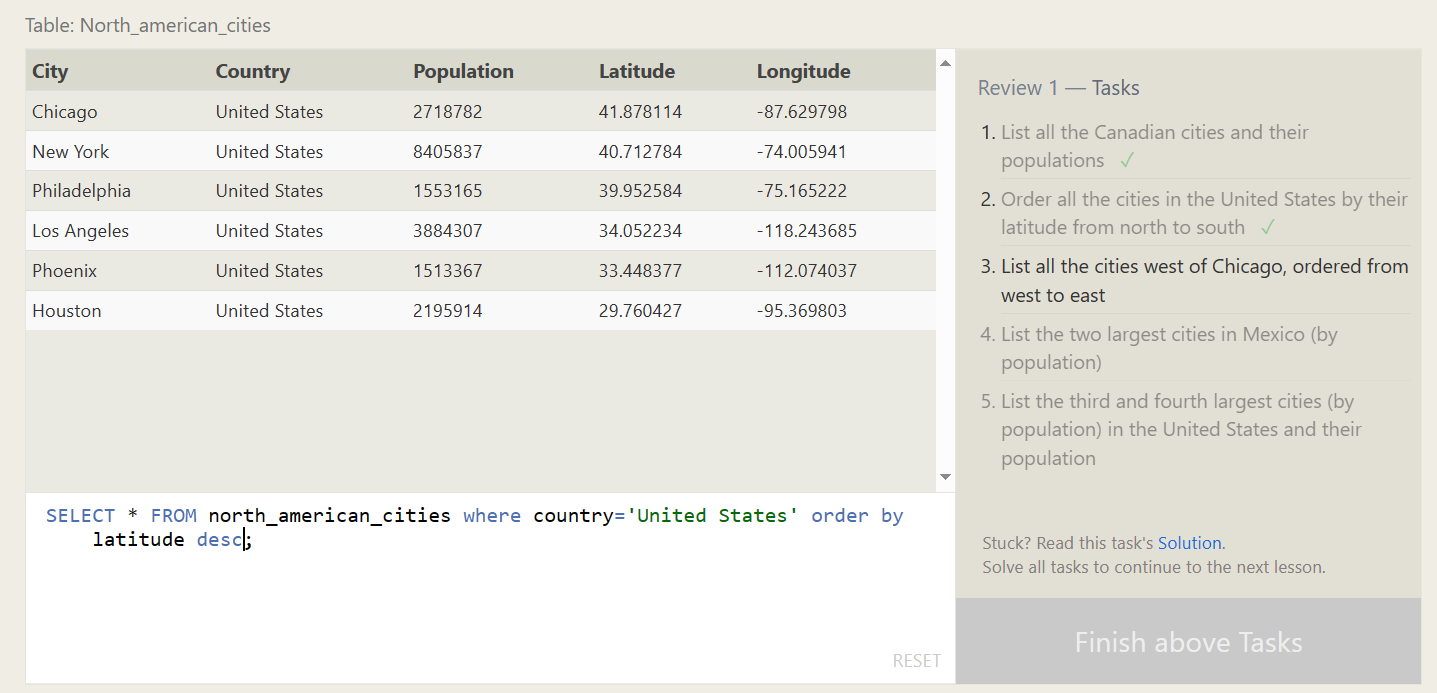 Table: North_american_cities
City Country Population Latitude Longitude
Chicago United States 2718782 41.878114 -87.629798
New York United States 8405837 40.712784 -74.005941
Philadelphia United States 1553165 39.952584 -75.165222
Los Angeles United States 3884307 34.052234 -118.243685
Phoenix United States 1513367 33.448377 -112.074037
Houston United States 2195914 29.760427 -95.369803
SELECT * FROM north_american_cities where country='United States' order by
latitude desc;
RESET
Review 1 — Tasks
1. List all the Canadian cities and their
populations ✓
2. Order all the cities in the United States by their
latitude from north to south ✓
3. List all the cities west of Chicago, ordered from
west to east
4. List the two largest cities in Mexico (by
population)
5. List the third and fourth largest cities (by
population) in the United States and their
population
Stuck? Read this task's Solution.
Solve all tasks to continue to the next lesson.
Finish above Tasks